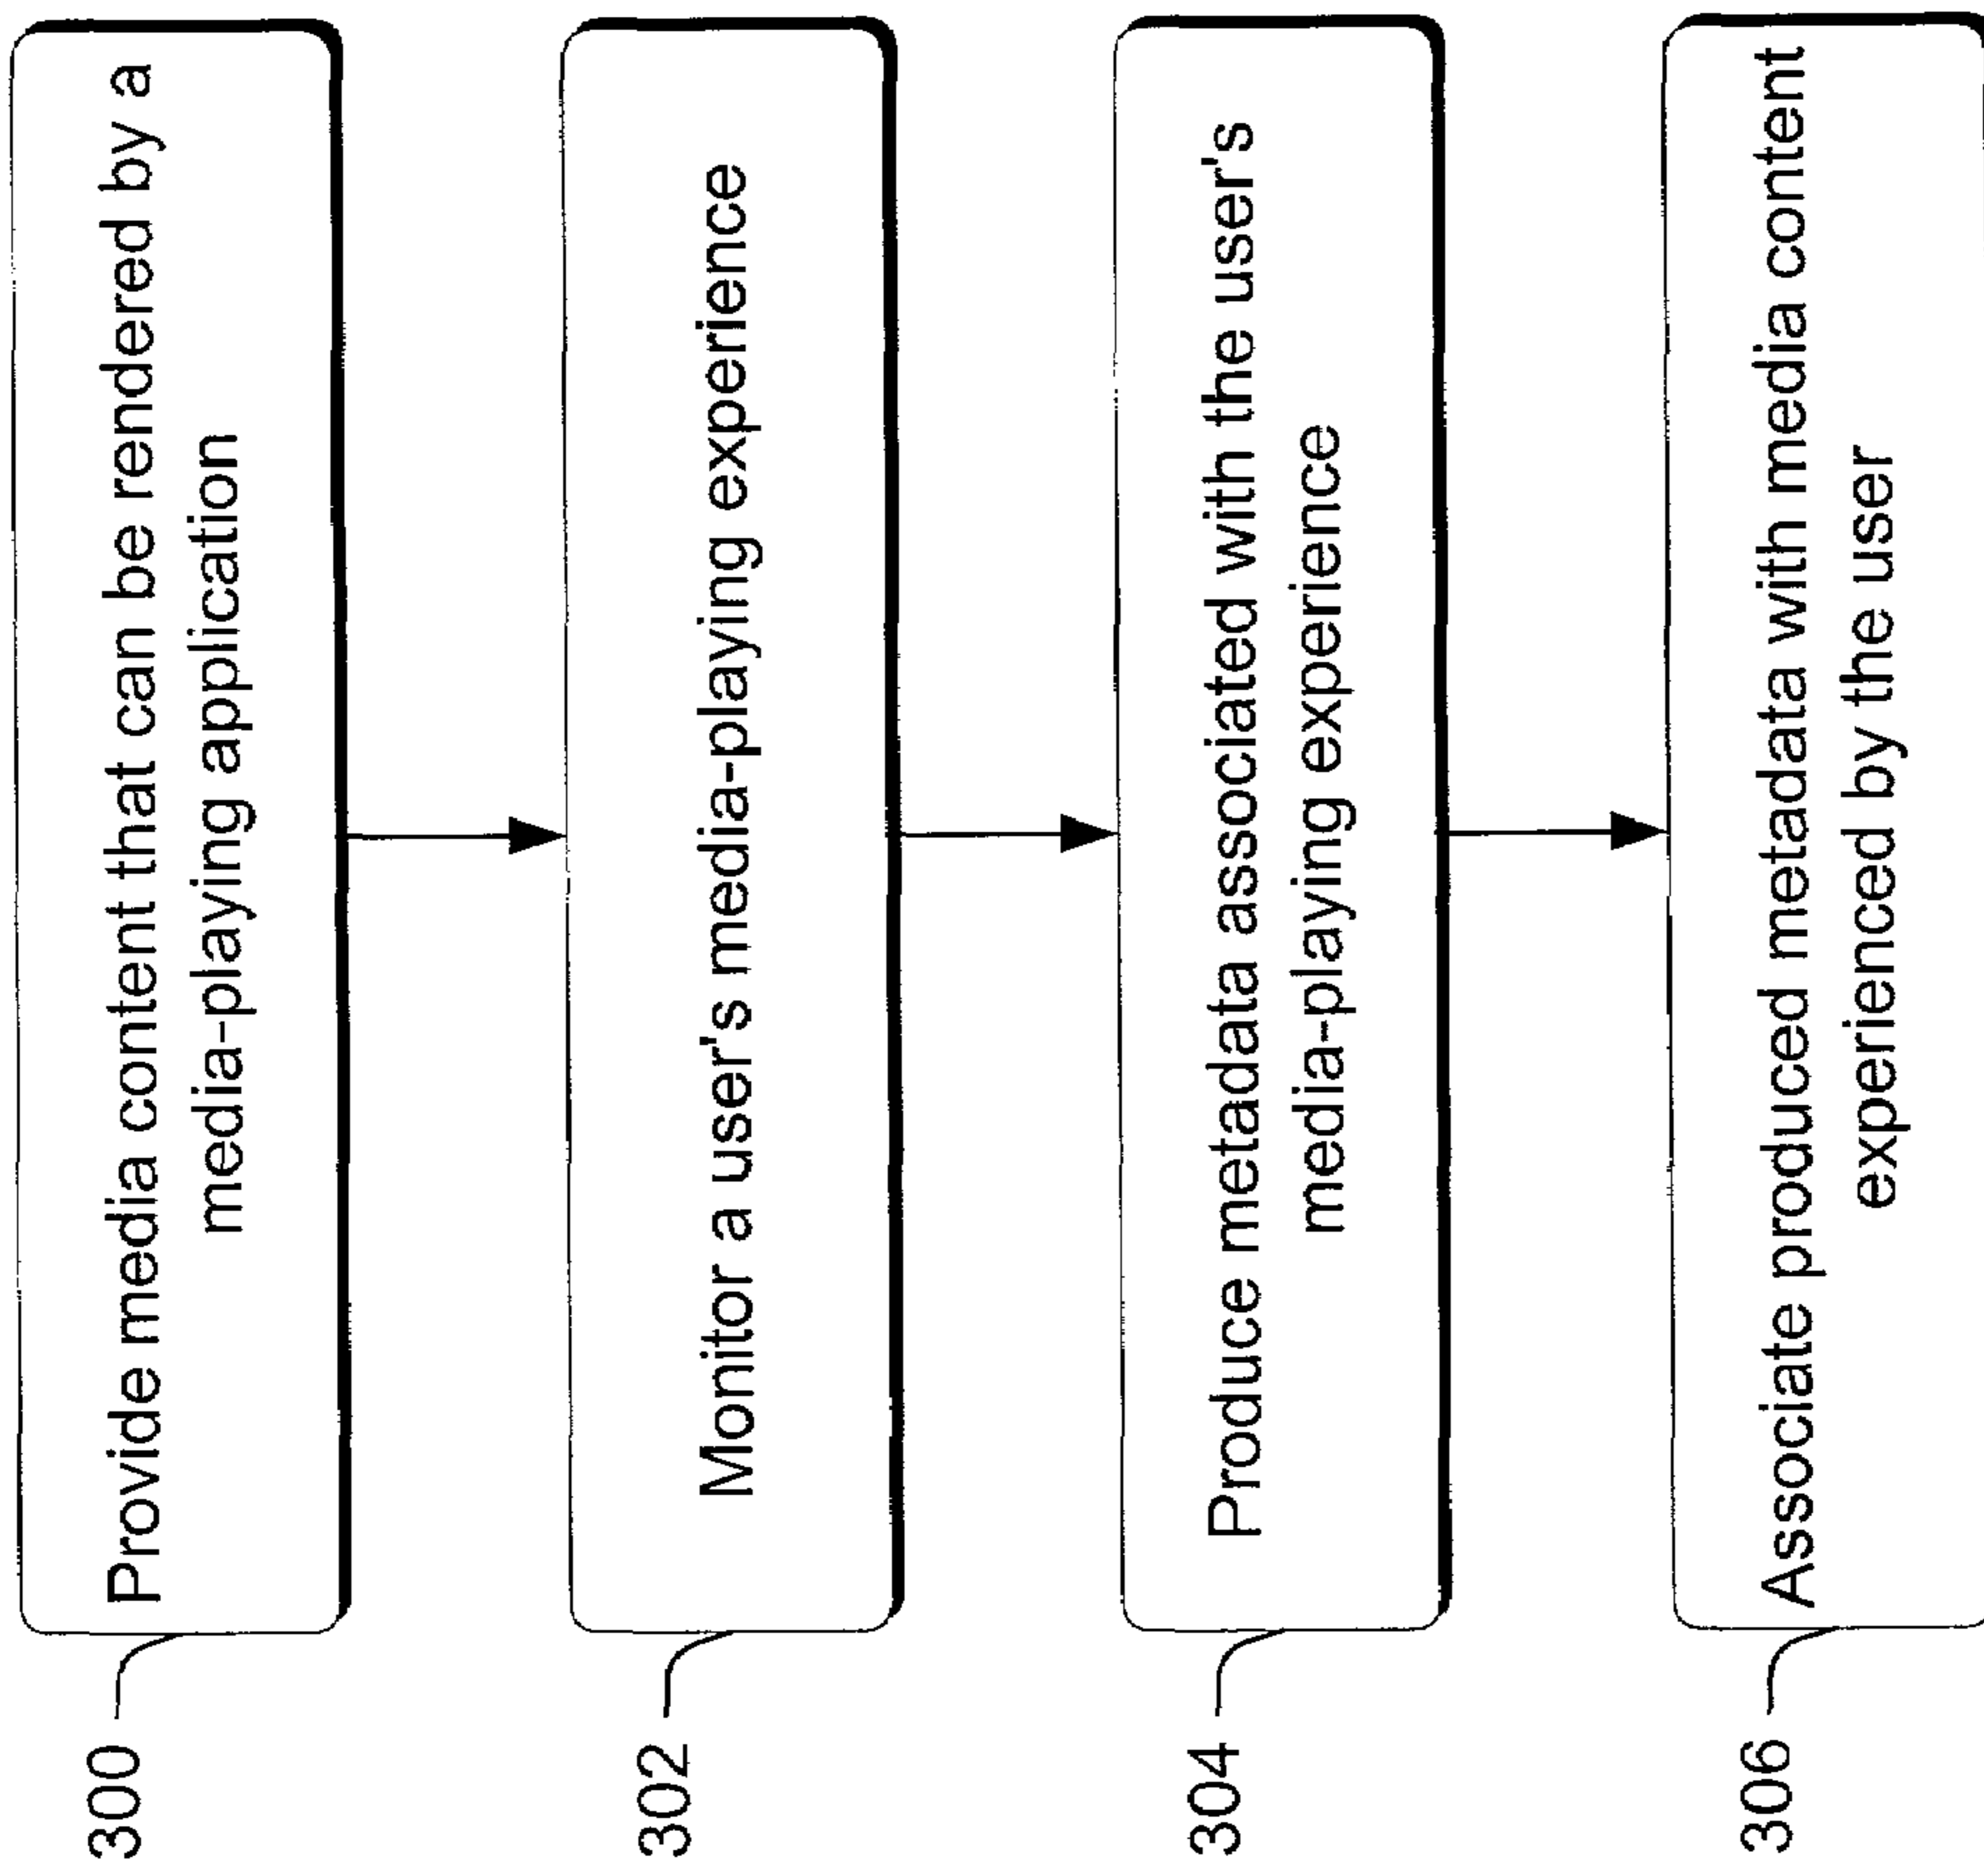 300
Provide media content that can be rendered by a
media-playing application
302
Monitor a user's media-playing experience
304
Produce metadata associated with the user's
media-playing experience
306
Associate produced metadata with media content
experienced by the user